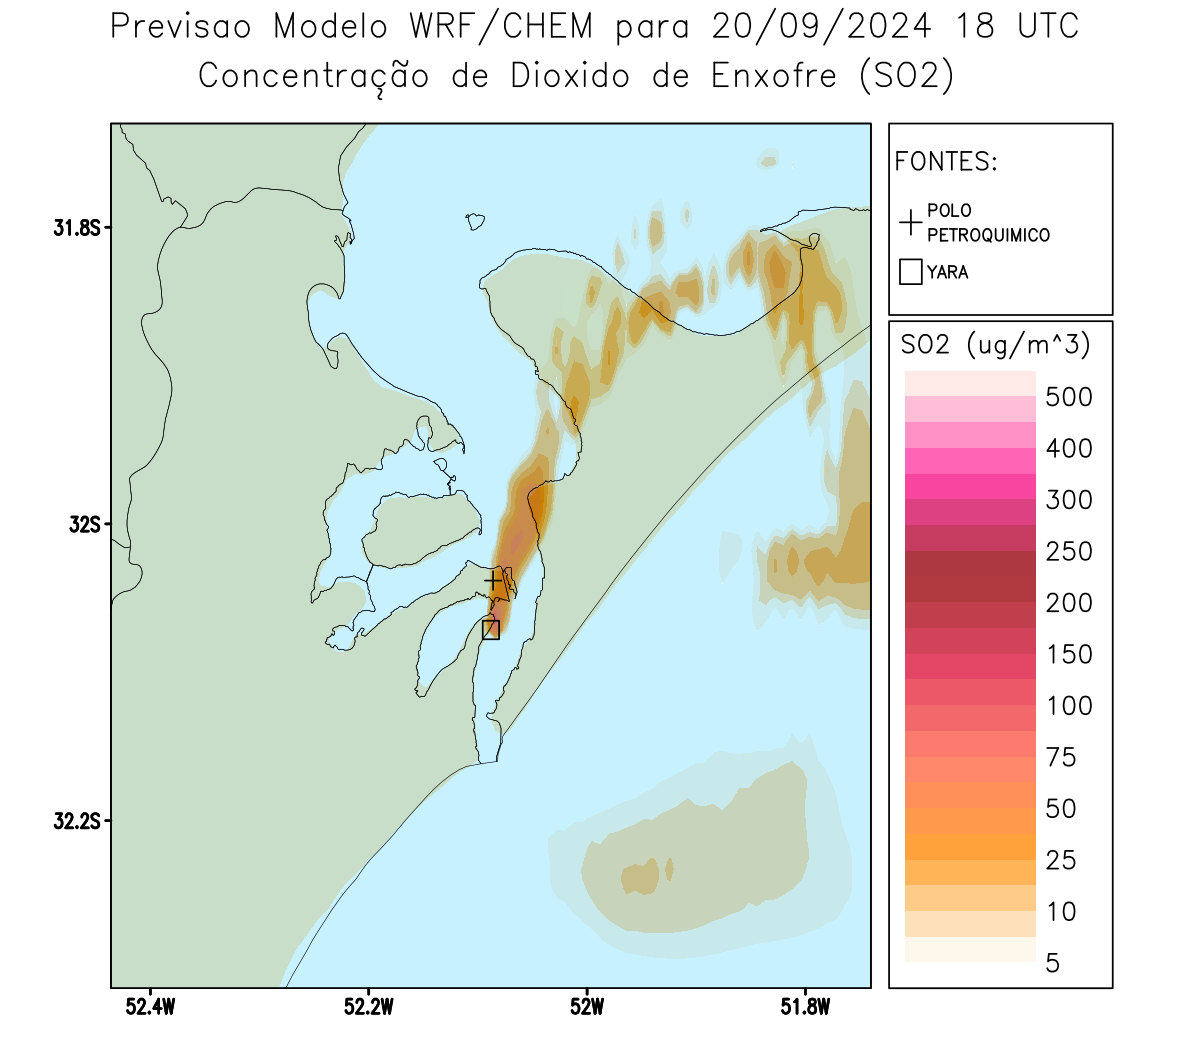 Previsao Modelo WRF/CHEM para 20/09/2024 18 UTC
Concentração de Dioxido de Enxofre (SO2)
FONTES:
POLO
PETROQUIMICO
YARA
SO2 (ug/m^3)
500
400
300
250
200
150
100
75
50
25
10
5
31.8S
32S
32.2S
52.4W
52.2W
52W
51.8W